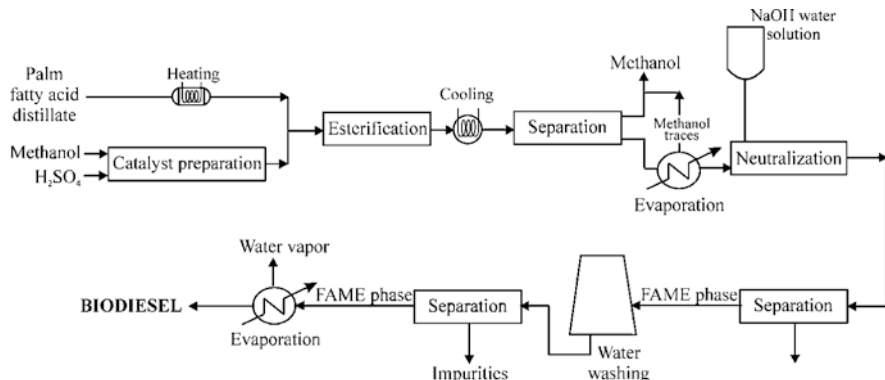 NaOH water
solution
Palm
fatty acid
distillate
Heating
Methanol
H₂SO₄
Catalyst preparation
Esterification
Cooling
Separation
Methanol
Methanol
traces
Evaporation
Neutralization
BIODIESEL
Water vapor
Evaporation
FAME phase
Separation
Impuritics
Water
washing
FAME phase
Separation